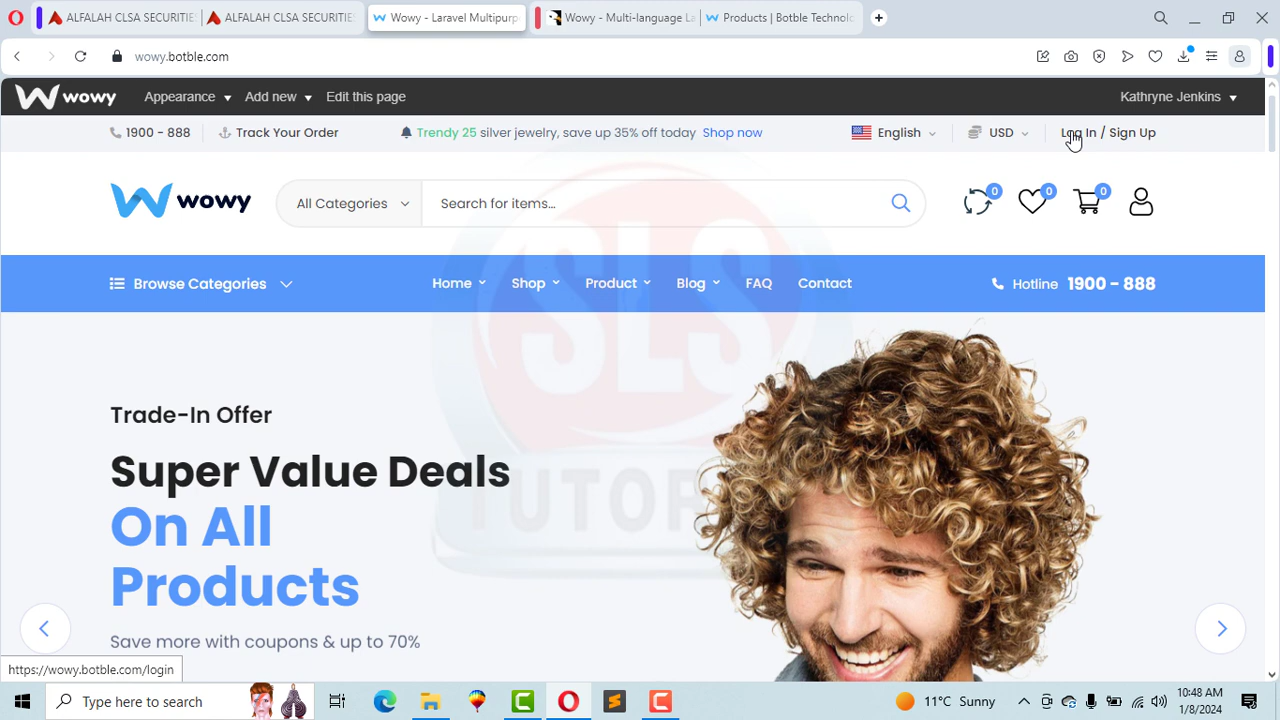 ALFALAH CLSA SECURITIES
ALFALAH CLSA SECURITIES
Wowy - Laravel Multipurp
Wowy - Multi-language La
Products | Botble Technolo
wowy.botble.com
wowy
Appearance
Add new
Edit this page
Kathryne Jenkins
1900 - 888
Track Your Order
Trendy 25 silver jewelry, save up 35% off today Shop now
English
USD
Log In / Sign Up
wowy
All Categories
Search for items...
0
0
0
Browse Categories
Home
Shop
Product
Blog
FAQ
Contact
Hotline 1900 - 888
SLS
TUTOR
Trade-In Offer
Super Value Deals
On All
Products
Save more with coupons & up to 70%
https://wowy.botble.com/login
Type here to search
11°C Sunny
10:48 AM
1/8/2024